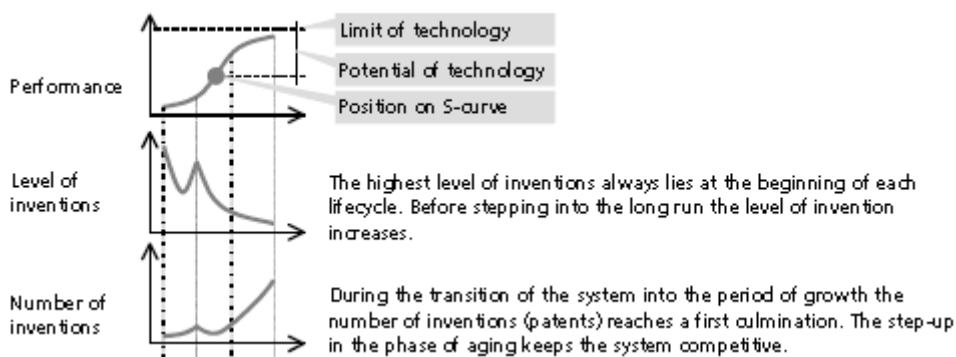 Limit of technology
Performance
Potential of technology
Position on S-curve
Level of
inventions
The highest level of inventions always lies at the beginning of each
lifecycle. Before stepping into the long run the level of invention
increases.
Number of
inventions
During the transition of the system into the period of growth the
number of inventions (patents) reaches a first culmination. The step-up
in the phase of aging keeps the system competitive.